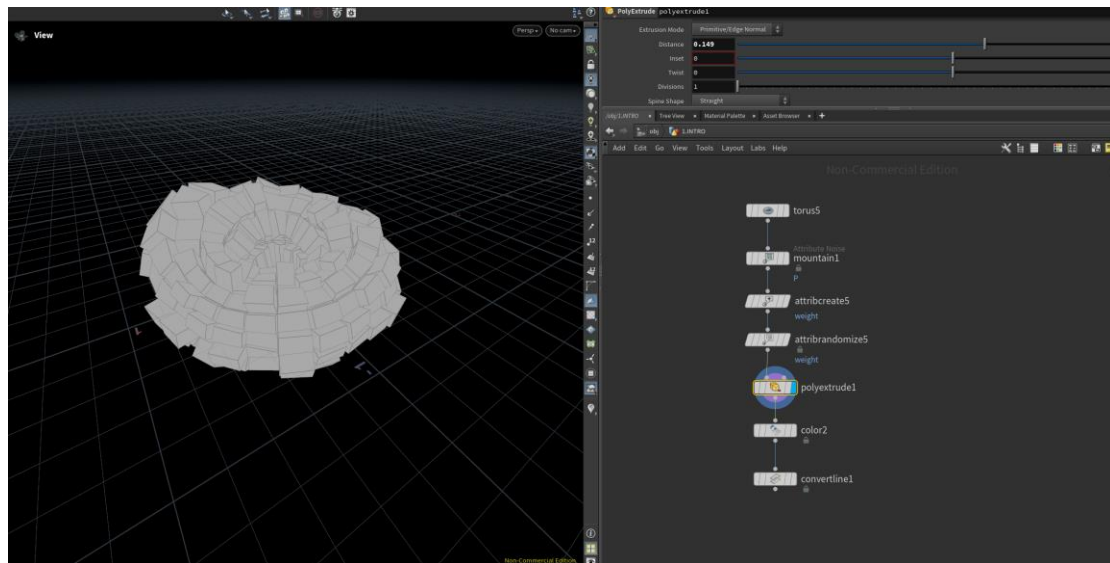 View
Persp
No cam
Non-Commercial Edition
PolyExtrude polyextrude1
Extrusion Mode Primitive/Edge Normal
Distance 0.149
Inset 0
Twist 0
Divisions 1
Spine Shape Straight
/obj/1.INTRO Tree View Material Palette Asset Browser
obj 1.INTRO
Add Edit Go View Tools Layout Labs Help
Non-Commercial Edition
torus5
Attribute Noise
mountain1
P
attribcreate5
weight
attribrandomize5
weight
polyextrude1
color2
convertline1